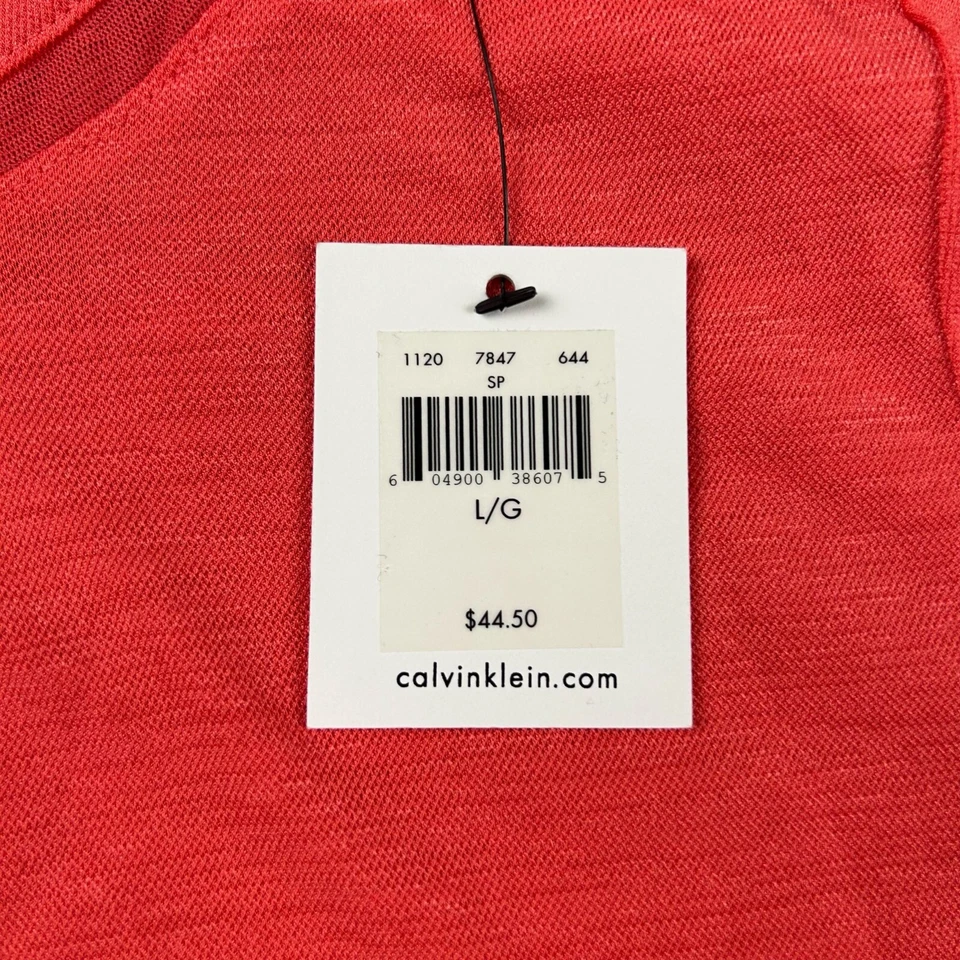 1120 7847 644
SP
6 04900 38607 5
L/G
$44.50
calvinklein.com